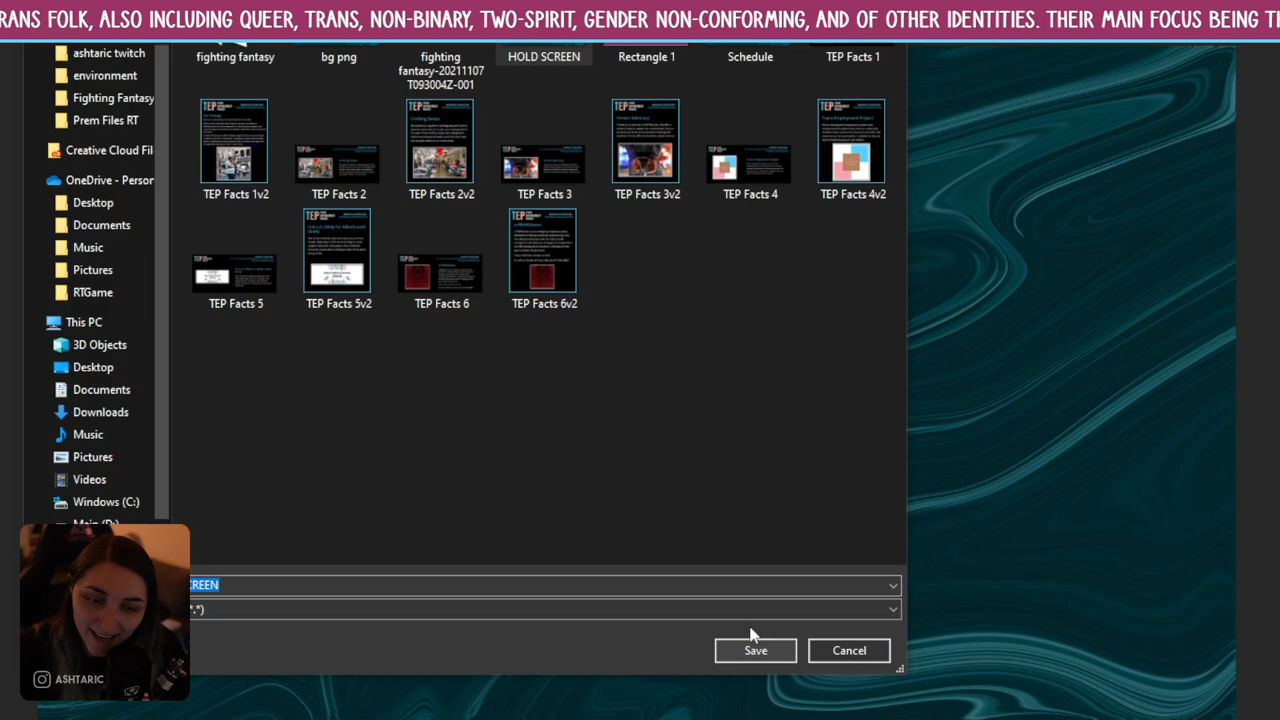 RANS FOLK, ALSO INCLUDING QUEER, TRANS, NON-BINARY, TWO-SPIRIT, GENDER NON-CONFORMING, AND OF OTHER IDENTITIES. THEIR MAIN FOCUS BEING T
ashtaric twitch
environment
Fighting Fantasy
Prem Files RT
Creative Cloud Fil
OneDrive - Person
Desktop
Documents
Music
Pictures
RTGame
This PC
3D Objects
Desktop
Documents
Downloads
Music
Pictures
Videos
Windows (C:)
Main (D:)
fighting fantasy
bg png
fighting
fantasy-20211107
T093004Z-001
HOLD SCREEN
Rectangle 1
Schedule
TEP Facts 1
TEP Facts 1v2
TEP Facts 2
TEP Facts 2v2
TEP Facts 3
TEP Facts 3v2
TEP Facts 4
TEP Facts 4v2
TEP Facts 5
TEP Facts 5v2
TEP Facts 6
TEP Facts 6v2
CREEN
*.*)
Save
Cancel
ASHTARIC